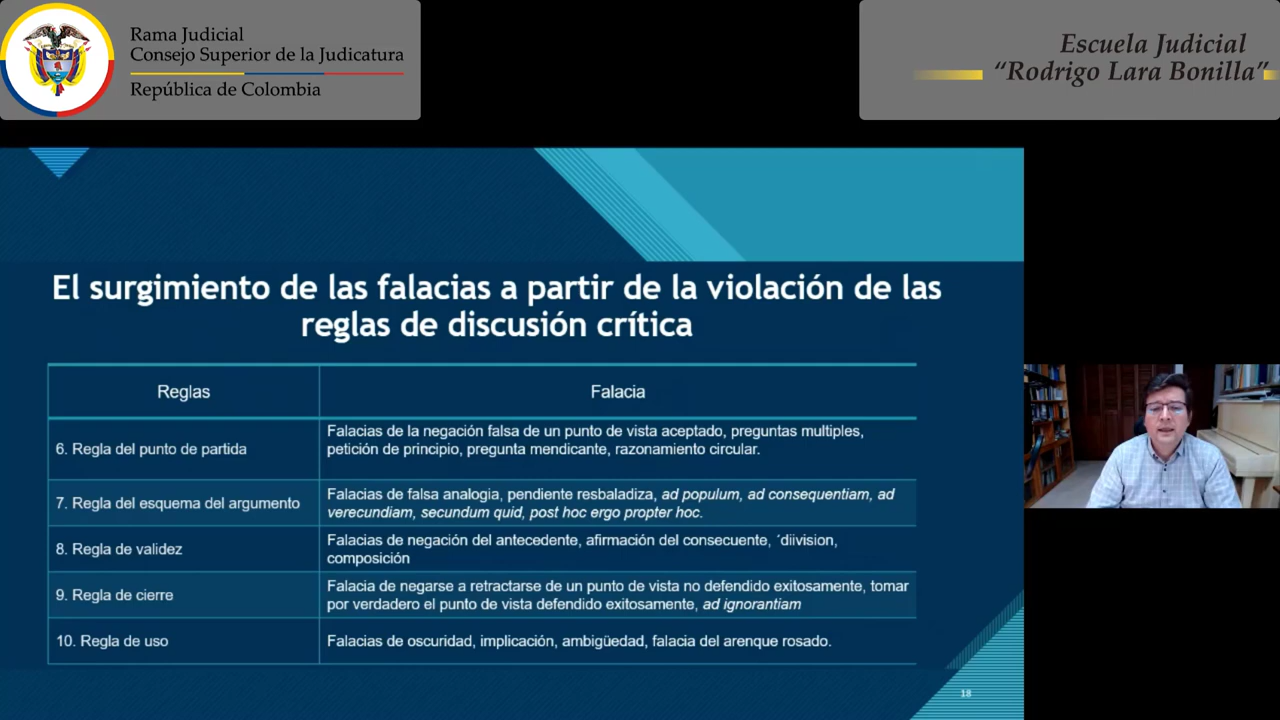 Rama Judicial
Consejo Superior de la Judicatura
República de Colombia
Escuela Judicial
“Rodrigo Lara Bonilla”
El surgimiento de las falacias a partir de la violación de las
reglas de discusión crítica
Reglas
Falacia
6. Regla del punto de partida
Falacias de la negación falsa de un punto de vista aceptado, preguntas multiples,
petición de principio, pregunta mendicante, razonamiento circular.
7. Regla del esquema del argumento
Falacias de falsa analogia, pendiente resbaladiza, ad populum, ad consequentiam, ad
verecundiam, secundum quid, post hoc ergo propter hoc.
8. Regla de validez
Falacias de negación del antecedente, afirmación del consecuente, ´diivision,
composición
9. Regla de cierre
Falacia de negarse a retractarse de un punto de vista no defendido exitosamente, tomar
por verdadero el punto de vista defendido exitosamente, ad ignorantiam
10. Regla de uso
Falacias de oscuridad, implicación, ambigüedad, falacia del arenque rosado.
18